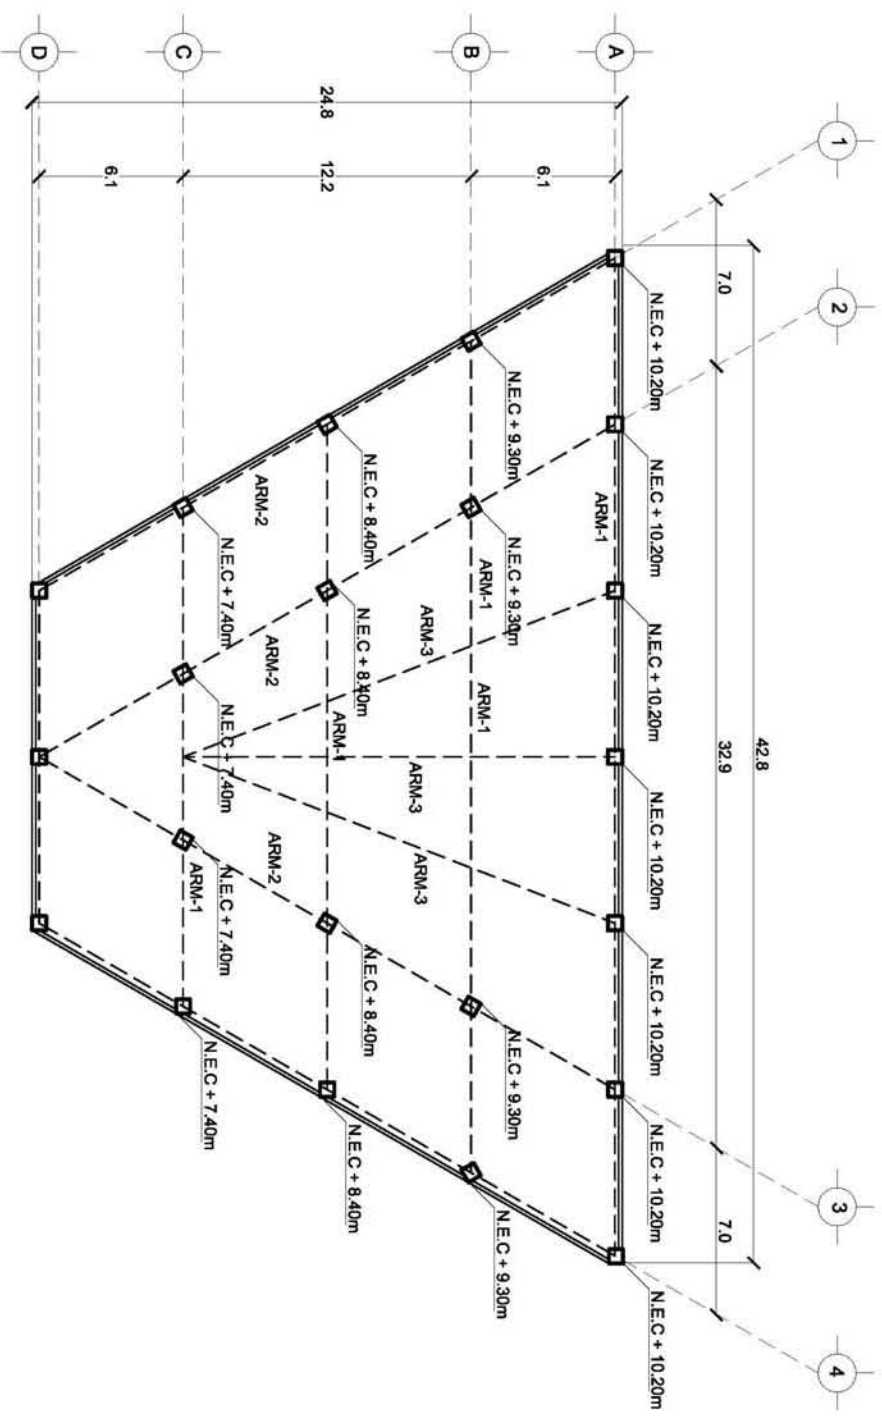 1
2
3
4
42.8
7.0
32.9
7.0
A
B
C
D
24.8
6.1
12.2
6.1
N.E.C + 10.20m
N.E.C + 10.20m
N.E.C + 10.20m
N.E.C + 10.20m
N.E.C + 10.20m
N.E.C + 10.20m
N.E.C + 10.20m
ARM-1
N.E.C + 9.30m
N.E.C + 9.30m
N.E.C + 9.30m
N.E.C + 9.30m
ARM-1
ARM-1
ARM-3
ARM-3
ARM-3
N.E.C + 8.40m
N.E.C + 8.40m
N.E.C + 8.40m
N.E.C + 8.40m
ARM-1
ARM-2
ARM-2
ARM-2
N.E.C + 7.40m
N.E.C + 7.40m
N.E.C + 7.40m
N.E.C + 7.40m
ARM-1